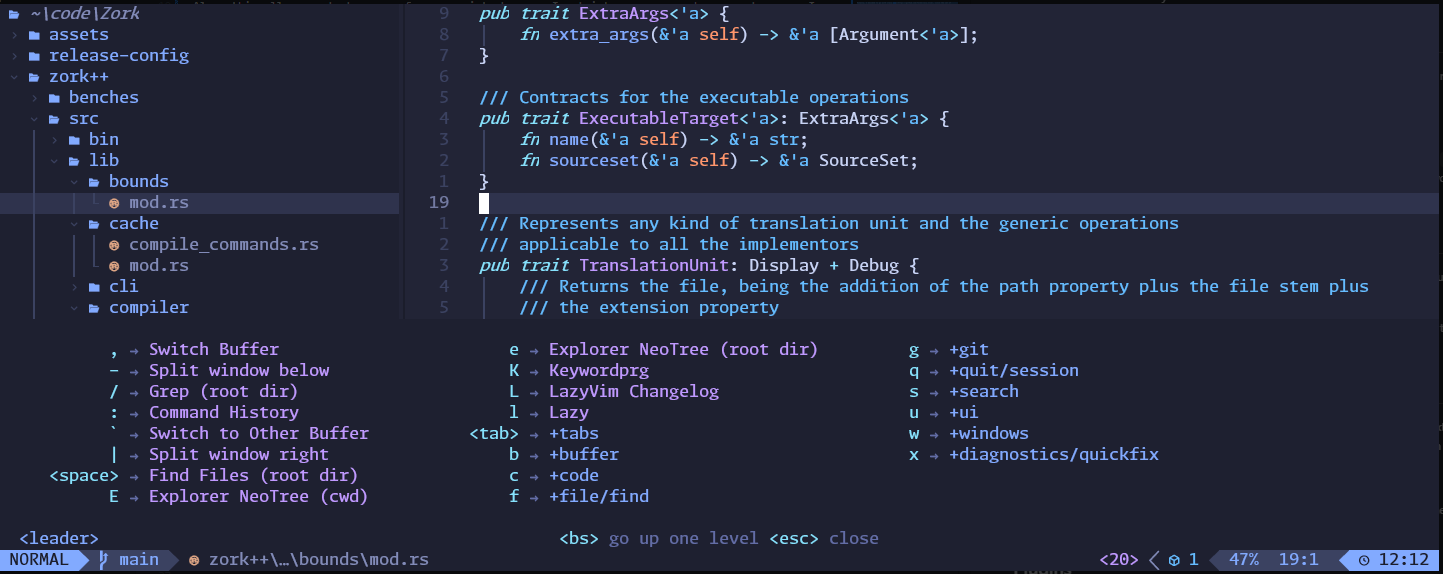 ~\code\Zork
assets
release-config
zork++
benches
src
bin
lib
bounds
mod.rs
cache
compile_commands.rs
mod.rs
cli
compiler
9 pub trait ExtraArgs<'a> {
8 fn extra_args(&'a self) -> &'a [Argument<'a>];
7 }
6
5 /// Contracts for the executable operations
4 pub trait ExecutableTarget<'a>: ExtraArgs<'a> {
3 fn name(&'a self) -> &'a str;
2 fn sourceset(&'a self) -> &'a SourceSet;
1 }
19
1 /// Represents any kind of translation unit and the generic operations
2 /// applicable to all the implementors
3 pub trait TranslationUnit: Display + Debug {
4 /// Returns the file, being the addition of the path property plus the file stem plus
5 /// the extension property
, → Switch Buffer
- → Split window below
/ → Grep (root dir)
: → Command History
` → Switch to Other Buffer
| → Split window right
<space> → Find Files (root dir)
E → Explorer NeoTree (cwd)
e → Explorer NeoTree (root dir)
K → Keywordprg
L → LazyVim Changelog
l → Lazy
<tab> → +tabs
b → +buffer
c → +code
f → +file/find
g → +git
q → +quit/session
s → +search
u → +ui
w → +windows
x → +diagnostics/quickfix
<leader> <bs> go up one level <esc> close
NORMAL main zork++\…\bounds\mod.rs <20> 1 47% 19:1 12:12